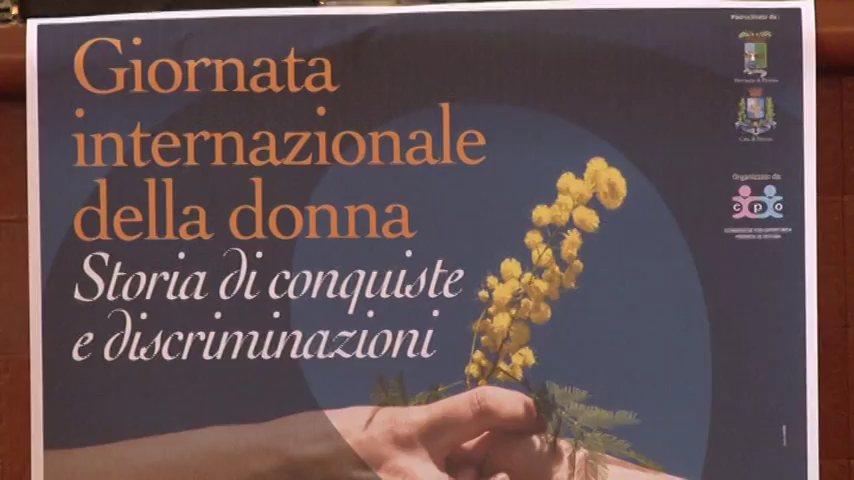 Giornata
internazionale
della donna
Storia di conquiste
e discriminazioni
Patrocinato da:
Organizzato da:
cpo